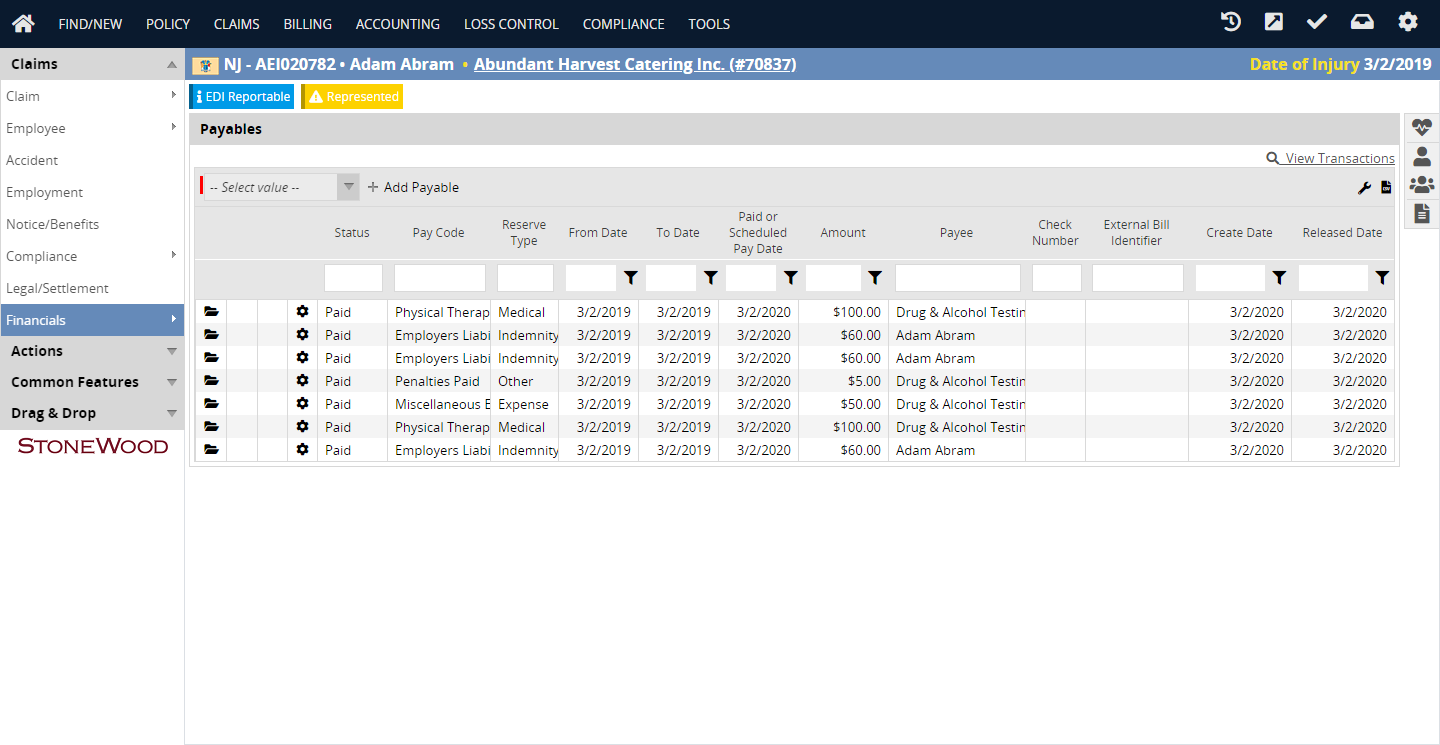 FIND/NEW POLICY CLAIMS BILLING ACCOUNTING LOSS CONTROL COMPLIANCE TOOLS
Claims
NJ - AEI020782 • Adam Abram • Abundant Harvest Catering Inc. (#70837) Date of Injury 3/2/2019
Claim
Employee
Accident
Employment
Notice/Benefits
Compliance
Legal/Settlement
Financials
Actions
Common Features
Drag & Drop
STONEWOOD
EDI Reportable Represented
Payables
View Transactions
-- Select value -- Add Payable
Status Pay Code Reserve Type From Date To Date Paid or Scheduled Pay Date Amount Payee Check Number External Bill Identifier Create Date Released Date
Paid Physical Therap Medical 3/2/2019 3/2/2019 3/2/2020 $100.00 Drug & Alcohol Testin 3/2/2020 3/2/2020
Paid Employers Liabi Indemnity 3/2/2019 3/2/2019 3/2/2020 $60.00 Adam Abram 3/2/2020 3/2/2020
Paid Employers Liabi Indemnity 3/2/2019 3/2/2019 3/2/2020 $60.00 Adam Abram 3/2/2020 3/2/2020
Paid Penalties Paid Other 3/2/2019 3/2/2019 3/2/2020 $5.00 Drug & Alcohol Testin 3/2/2020 3/2/2020
Paid Miscellaneous E Expense 3/2/2019 3/2/2019 3/2/2020 $50.00 Drug & Alcohol Testin 3/2/2020 3/2/2020
Paid Physical Therap Medical 3/2/2019 3/2/2019 3/2/2020 $100.00 Drug & Alcohol Testin 3/2/2020 3/2/2020
Paid Employers Liabi Indemnity 3/2/2019 3/2/2019 3/2/2020 $60.00 Adam Abram 3/2/2020 3/2/2020